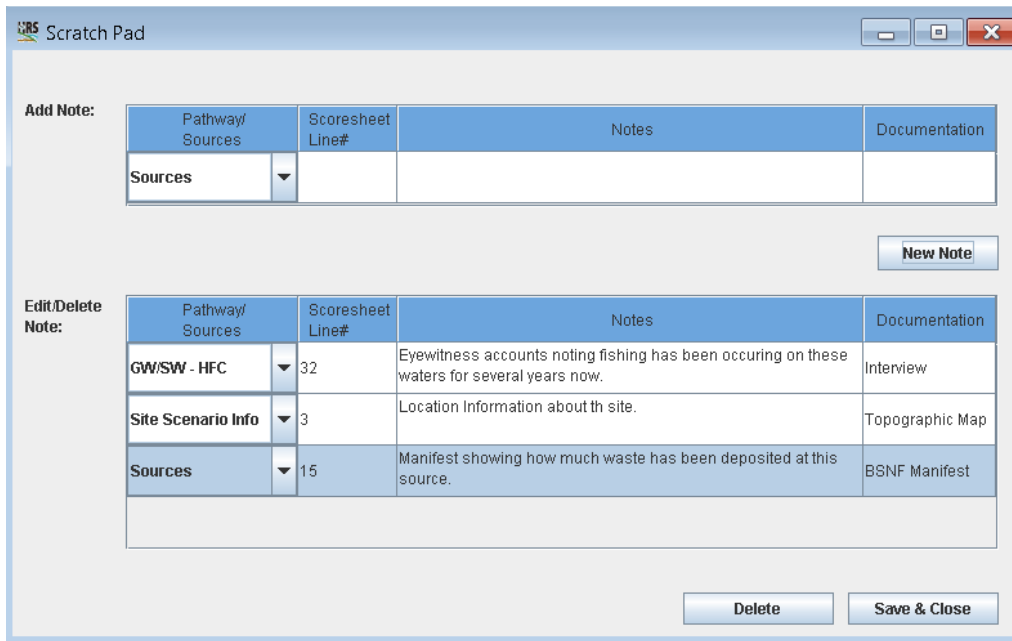 HRS Scratch Pad
Add Note:
Pathway/
Sources
Scoresheet
Line#
Notes
Documentation
Sources
New Note
Edit/Delete
Note:
Pathway/
Sources
Scoresheet
Line#
Notes
Documentation
GW/SW - HFC
32
Eyewitness accounts noting fishing has been occuring on these
waters for several years now.
Interview
Site Scenario Info
3
Location Information about th site.
Topographic Map
Sources
15
Manifest showing how much waste has been deposited at this
source.
BSNF Manifest
Delete
Save & Close